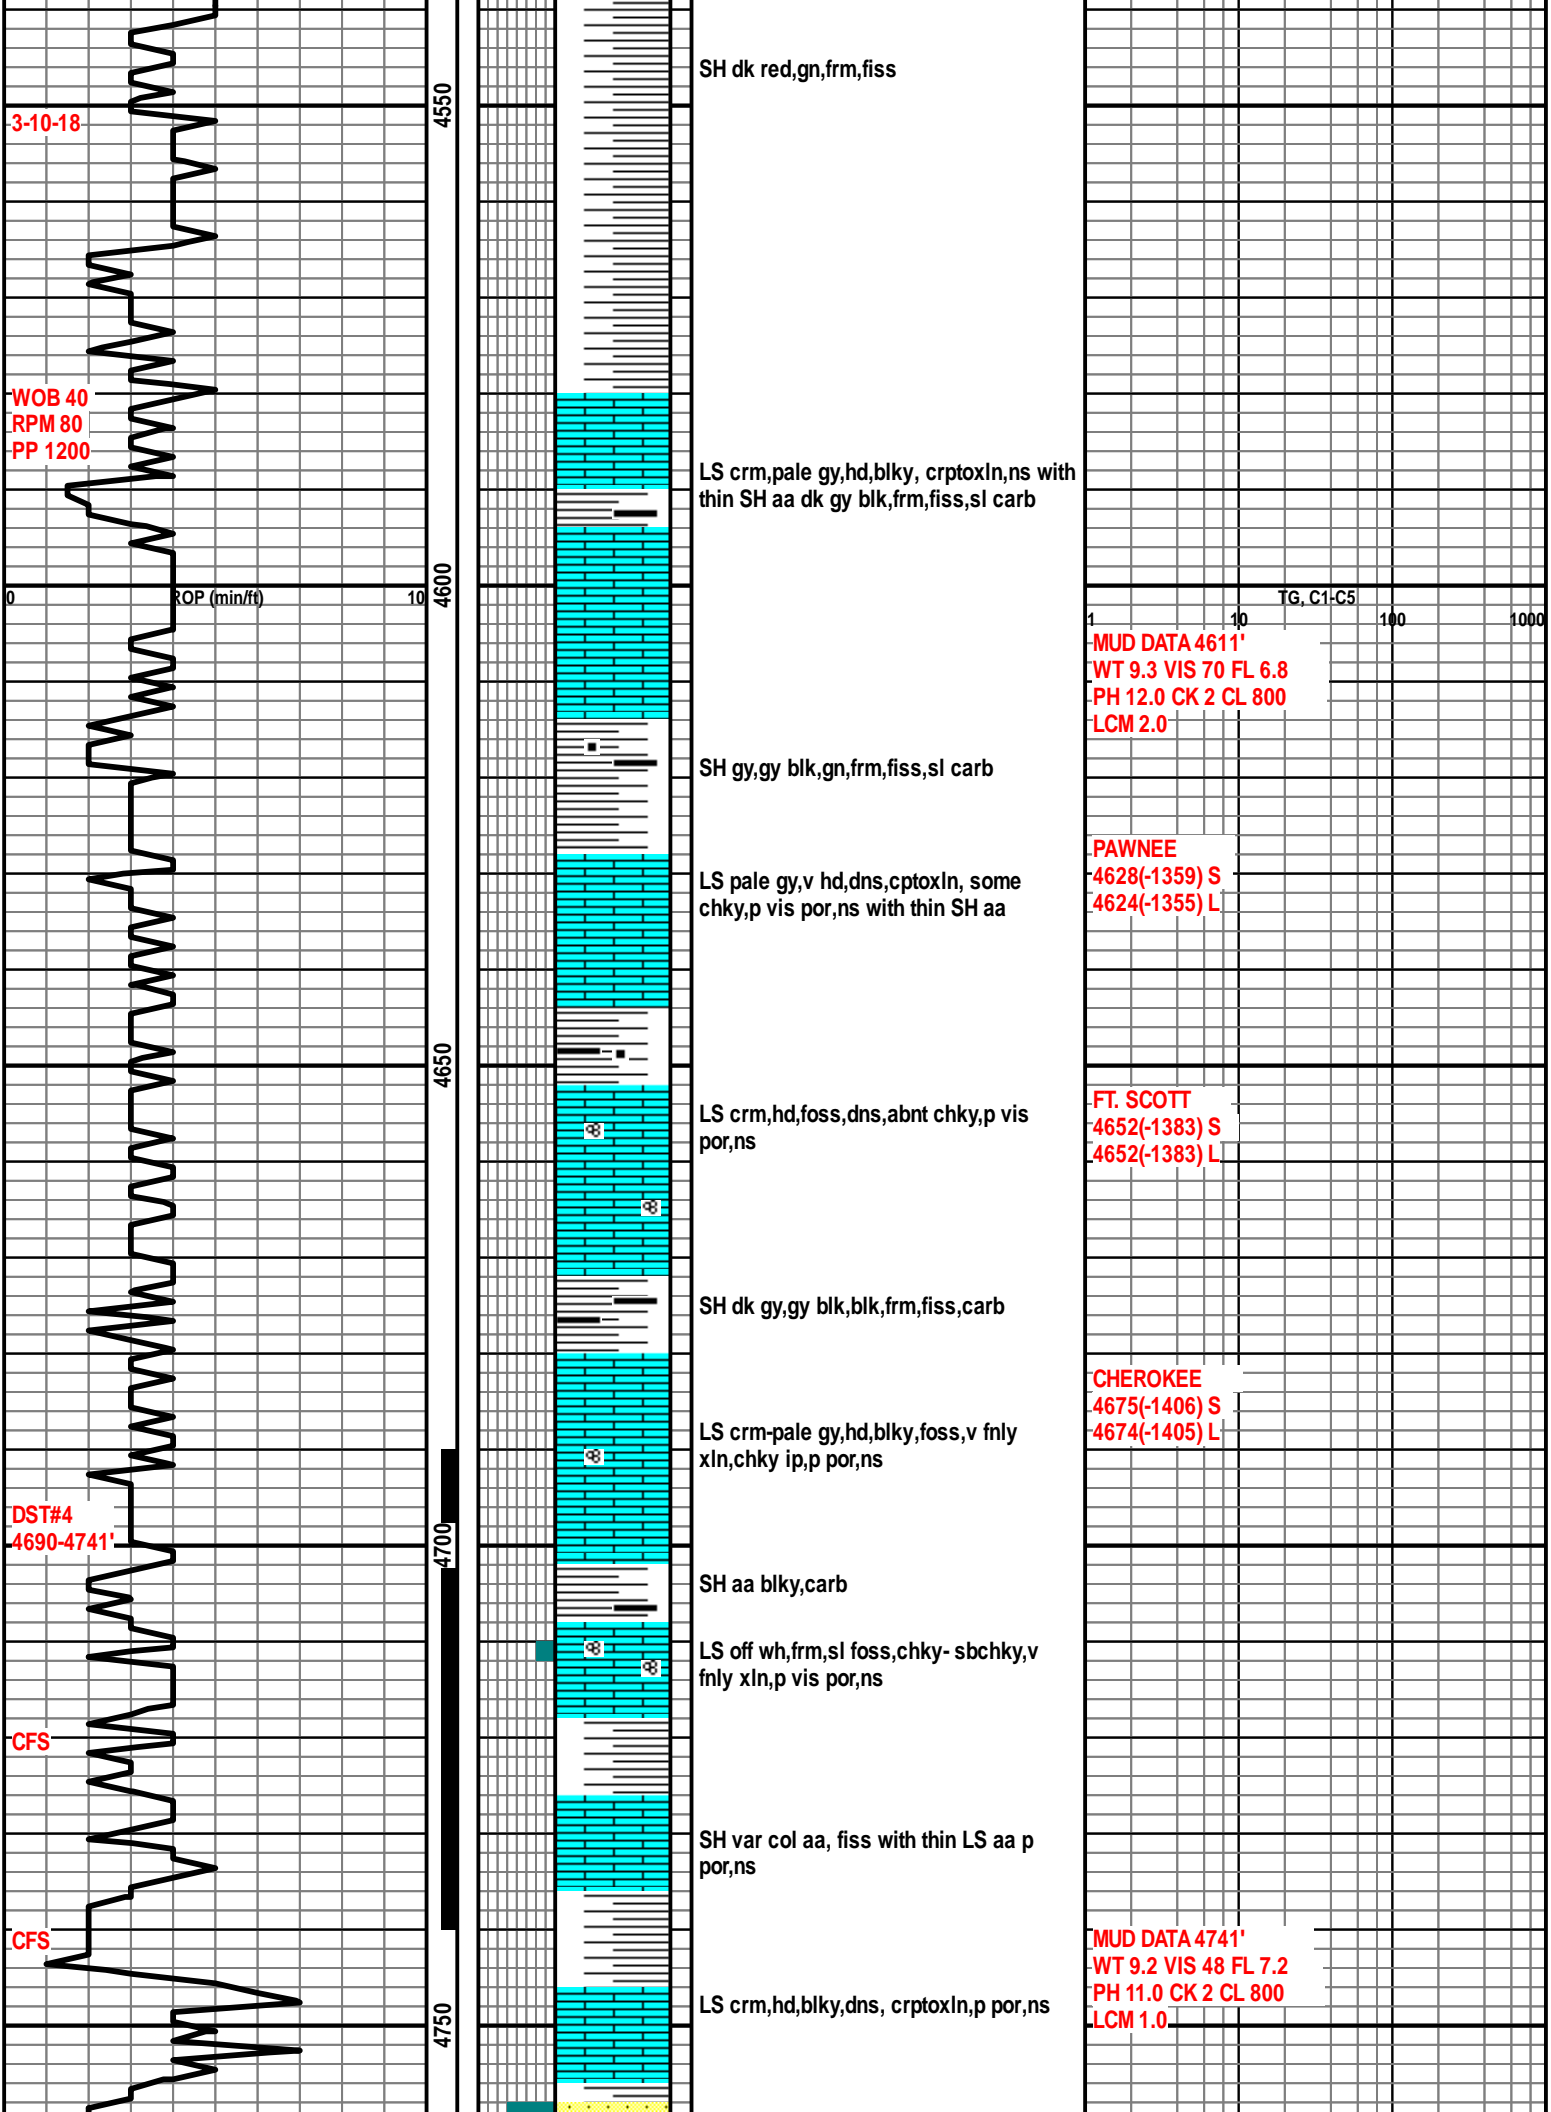 SH dk red,gn,frm,fiss
4550
3-10-18
WOB 40
RPM 80
PP 1200
LS crm,pale gy,hd,blky, crptoxln,ns with
thin SH aa dk gy blk,frm,fiss,sl carb
4600
0 ROP (min/ft) 10
TG, C1-C5
1 10 100 1000
MUD DATA 4611'
WT 9.3 VIS 70 FL 6.8
PH 12.0 CK 2 CL 800
LCM 2.0
SH gy,gy blk,gn,frm,fiss,sl carb
PAWNEE
4628(-1359) S
4624(-1355) L
LS pale gy,v hd,dns,cptoxln, some
chky,p vis por,ns with thin SH aa
4650
LS crm,hd,foss,dns,abnt chky,p vis
por,ns
FT. SCOTT
4652(-1383) S
4652(-1383) L
SH dk gy,gy blk,blk,frm,fiss,carb
CHEROKEE
4675(-1406) S
4674(-1405) L
LS crm-pale gy,hd,blky,foss,v fnly
xln,chky ip,p por,ns
DST#4
4690-4741'
4700
SH aa blky,carb
LS off wh,frm,sl foss,chky- sbchky,v
fnly xln,p vis por,ns
CFS
SH var col aa, fiss with thin LS aa p
por,ns
CFS
MUD DATA 4741'
WT 9.2 VIS 48 FL 7.2
PH 11.0 CK 2 CL 800
LCM 1.0
LS crm,hd,blky,dns, crptoxln,p por,ns
4750